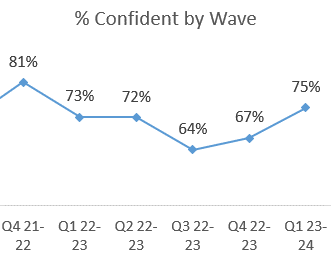 % Confident by Wave
81%
73%
72%
64%
67%
75%
Q4 21-
22
Q1 22-
23
Q2 22-
23
Q3 22-
23
Q4 22-
23
Q1 23-
24